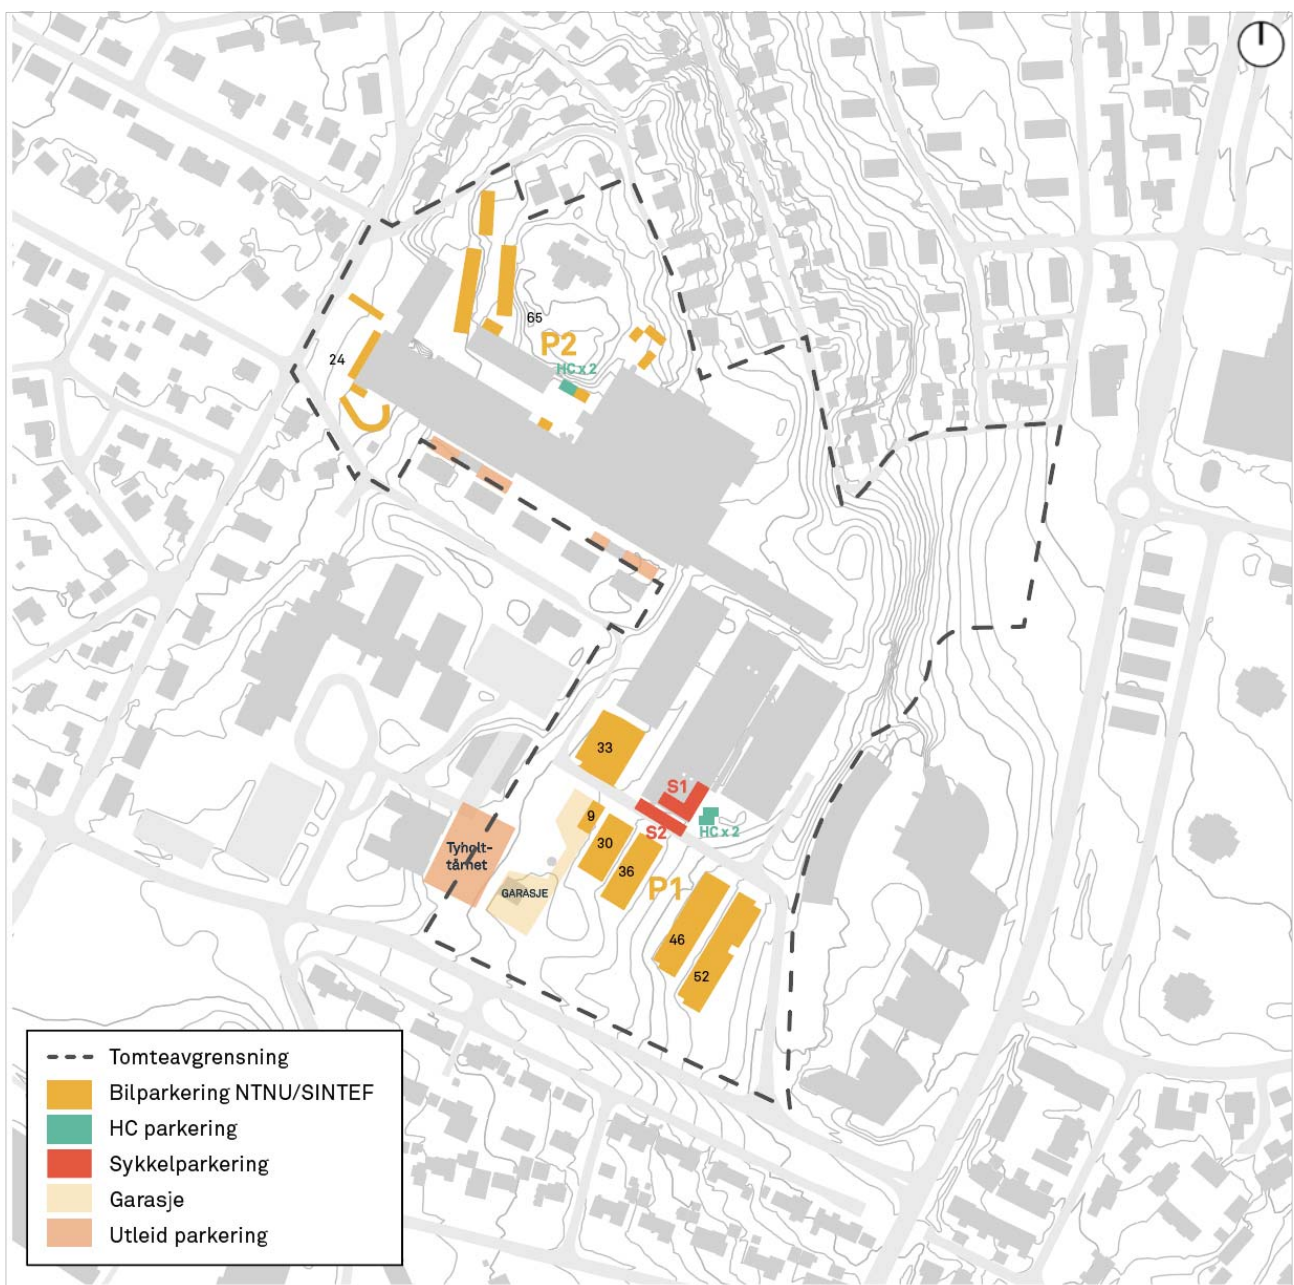 65
P2
HC x 2
24
33
S1
S2
HC x 2
9
30
36
P1
Tyholt-
tårnet
GARASJE
46
52
Tomteavgrensning
Bilparkering NTNU/SINTEF
HC parkering
Sykkelparkering
Garasje
Utleid parkering